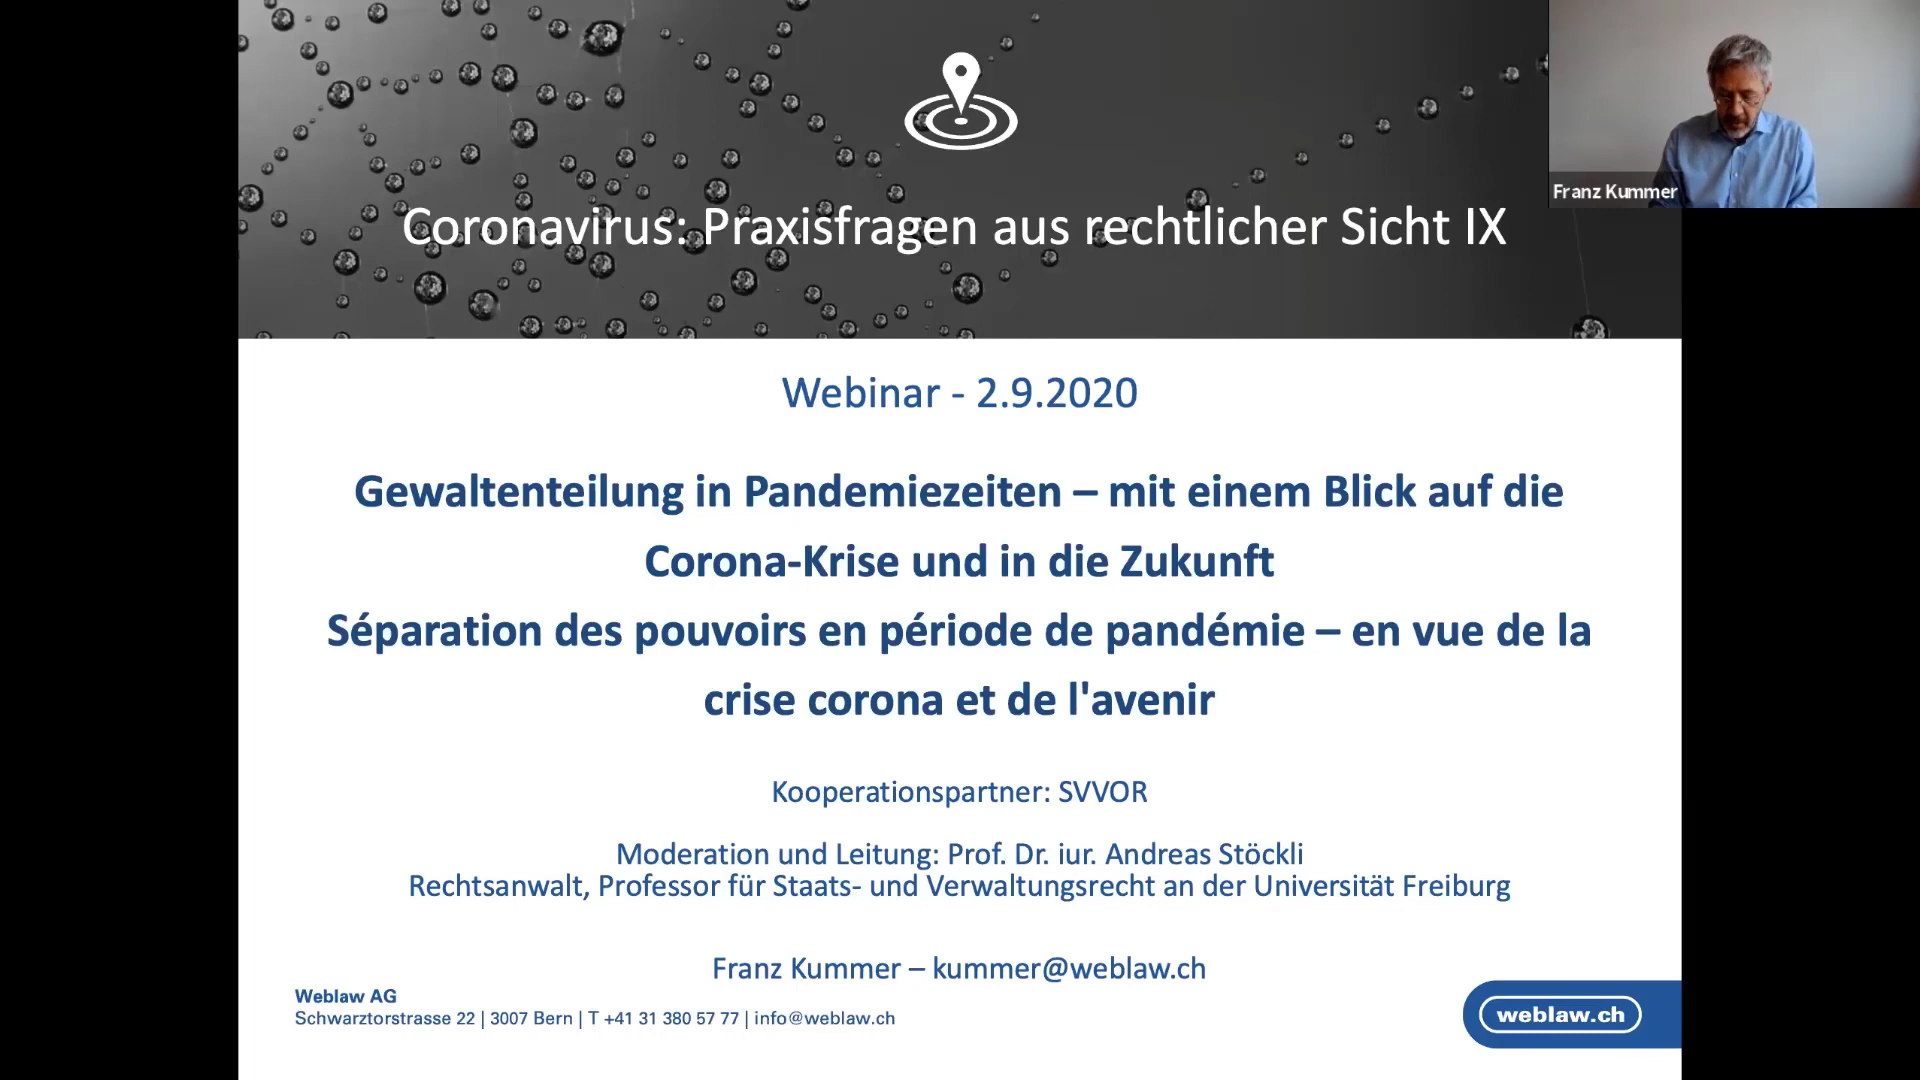 Coronavirus: Praxisfragen aus rechtlicher Sicht IX
Franz Kummer
Webinar - 2.9.2020
Gewaltenteilung in Pandemiezeiten – mit einem Blick auf die
Corona-Krise und in die Zukunft
Séparation des pouvoirs en période de pandémie – en vue de la
crise corona et de l'avenir
Kooperationspartner: SVVOR
Moderation und Leitung: Prof. Dr. iur. Andreas Stöckli
Rechtsanwalt, Professor für Staats- und Verwaltungsrecht an der Universität Freiburg
Franz Kummer – kummer@weblaw.ch
Weblaw AG
Schwarztorstrasse 22 | 3007 Bern | T +41 31 380 57 77 | info@weblaw.ch
weblaw.ch